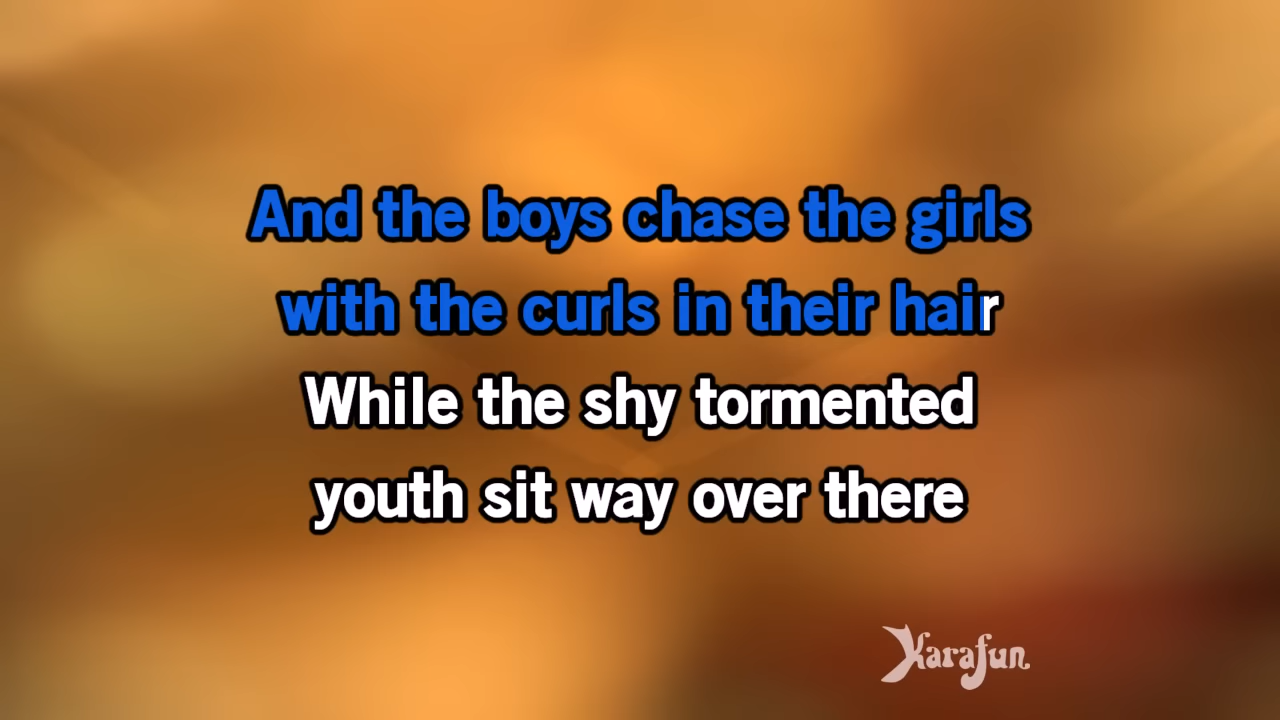 And the boys chase the girls
with the curls in their hair
While the shy tormented
youth sit way over there
Karafun